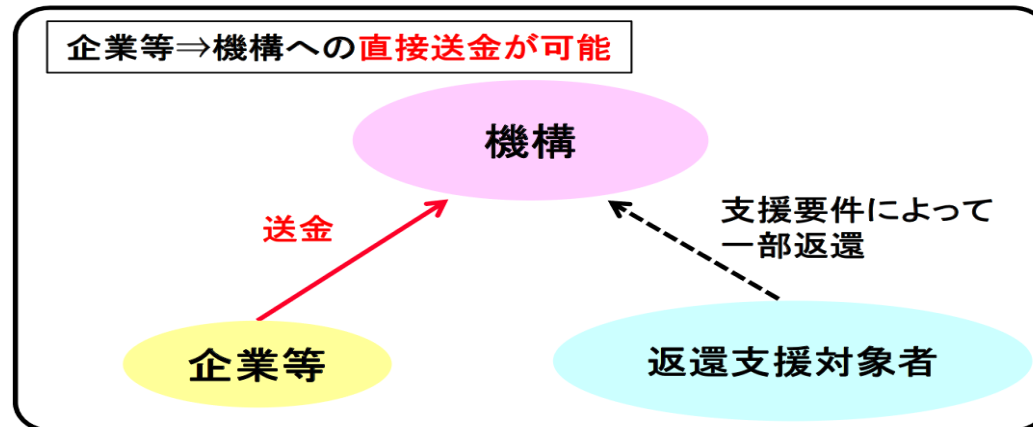 企業等⇒機構への直接送金が可能
機構
送金
支援要件によって
一部返還
企業等
返還支援対象者